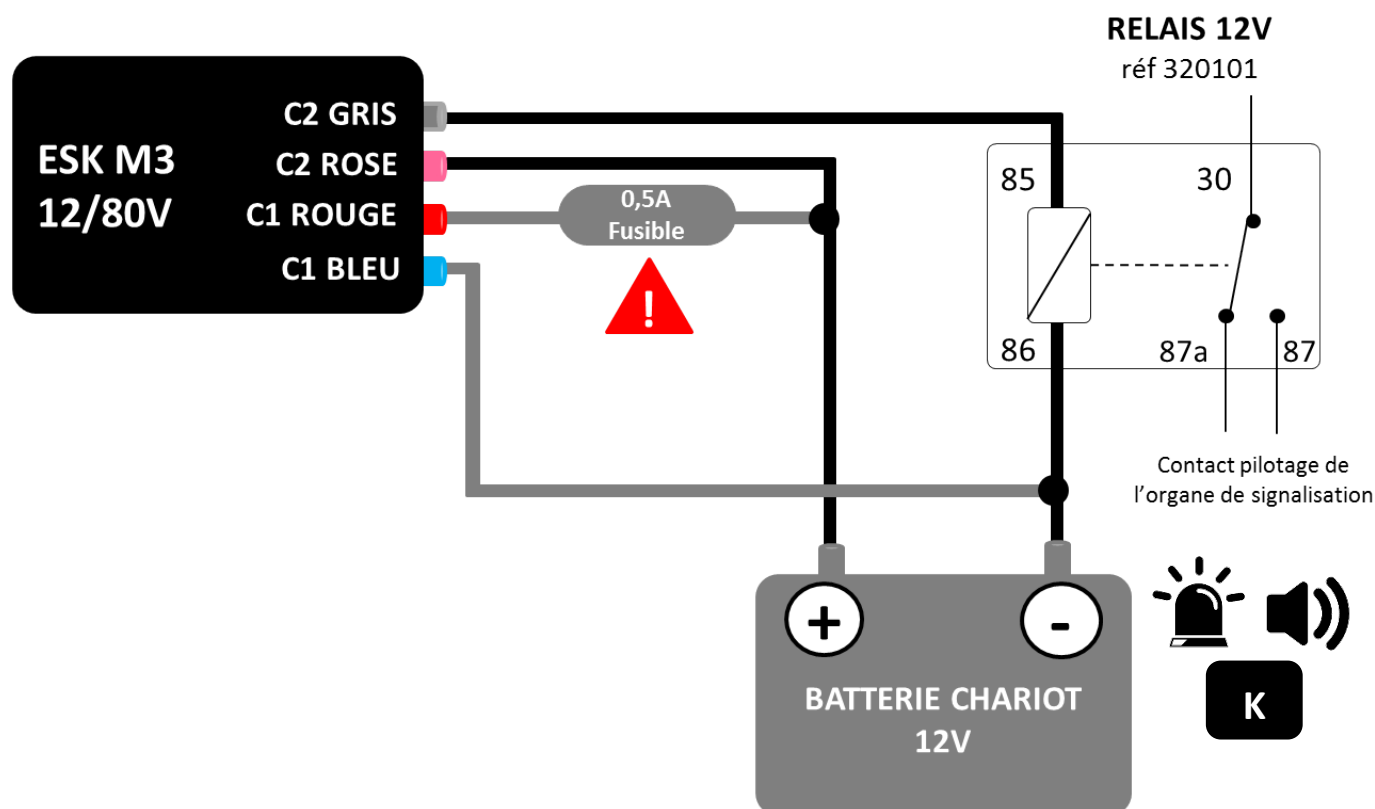 RELAIS 12V
réf 320101
ESK M3
12/80V
C2 GRIS
C2 ROSE
C1 ROUGE
C1 BLEU
0,5A
Fusible
!
85
30
86
87a
87
Contact pilotage de
l'organe de signalisation
+
-
BATTERIE CHARIOT
12V
K